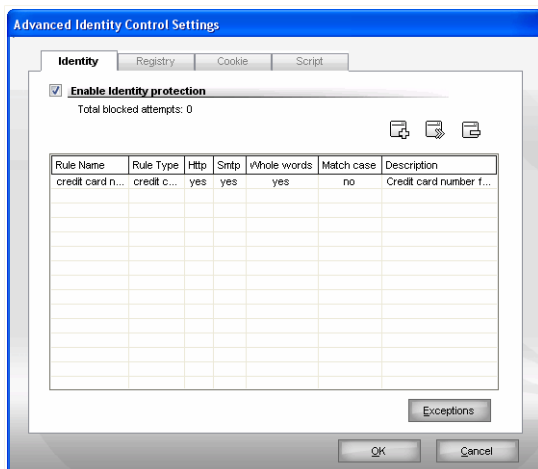 Advanced Identity Control Settings
Identity Registry Cookie Script
Enable Identity protection
Total blocked attempts: 0
Rule Name Rule Type Http Smtp Whole words Match case Description
credit card n... credit c... yes yes yes no Credit card number f...
Exceptions
OK Cancel